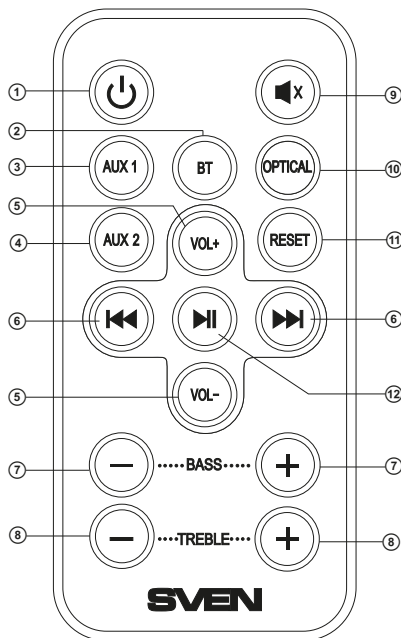 1
9
2
3
AUX 1
BT
OPTICAL
10
5
4
AUX 2
VOL+
RESET
11
6
6
5
VOL–
12
7
– ·····BASS····· +
7
8
– ····TREBLE···· +
8
SVEN